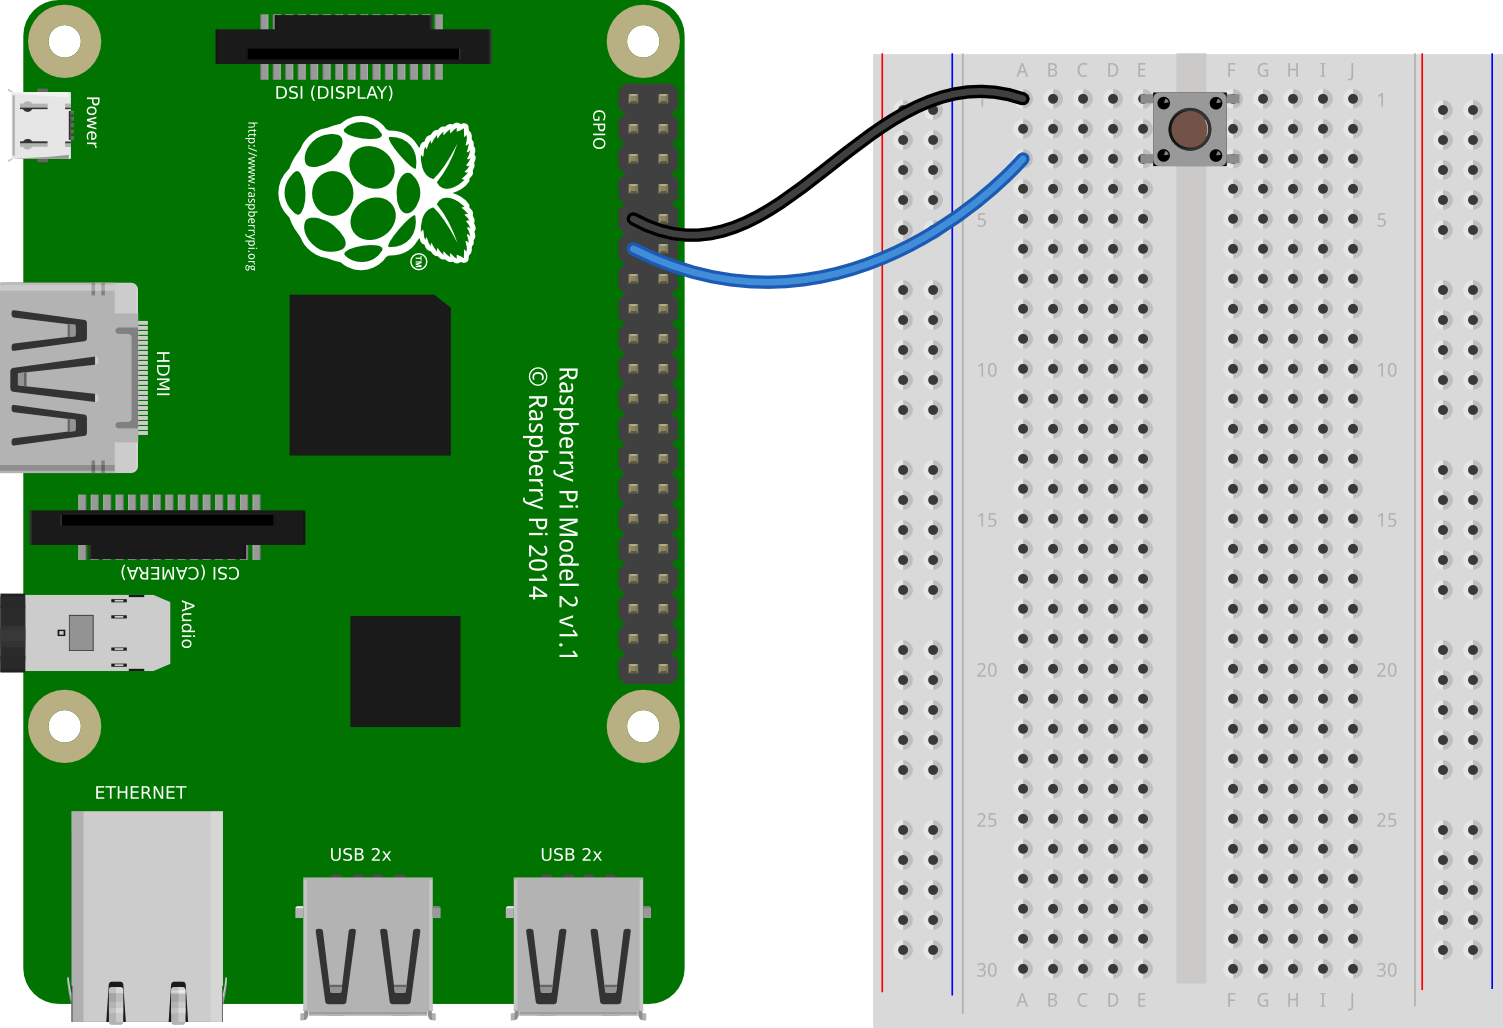 DSI (DISPLAY)
Power
http://www.raspberrypi.org
GPIO
TM
HDMI
Raspberry Pi Model 2 v1.1
© Raspberry Pi 2014
CSI (CAMERA)
Audio
ETHERNET
USB 2x
USB 2x
A B C D E F G H I J
1 1
5 5
10 10
15 15
20 20
25 25
30 30
A B C D E F G H I J